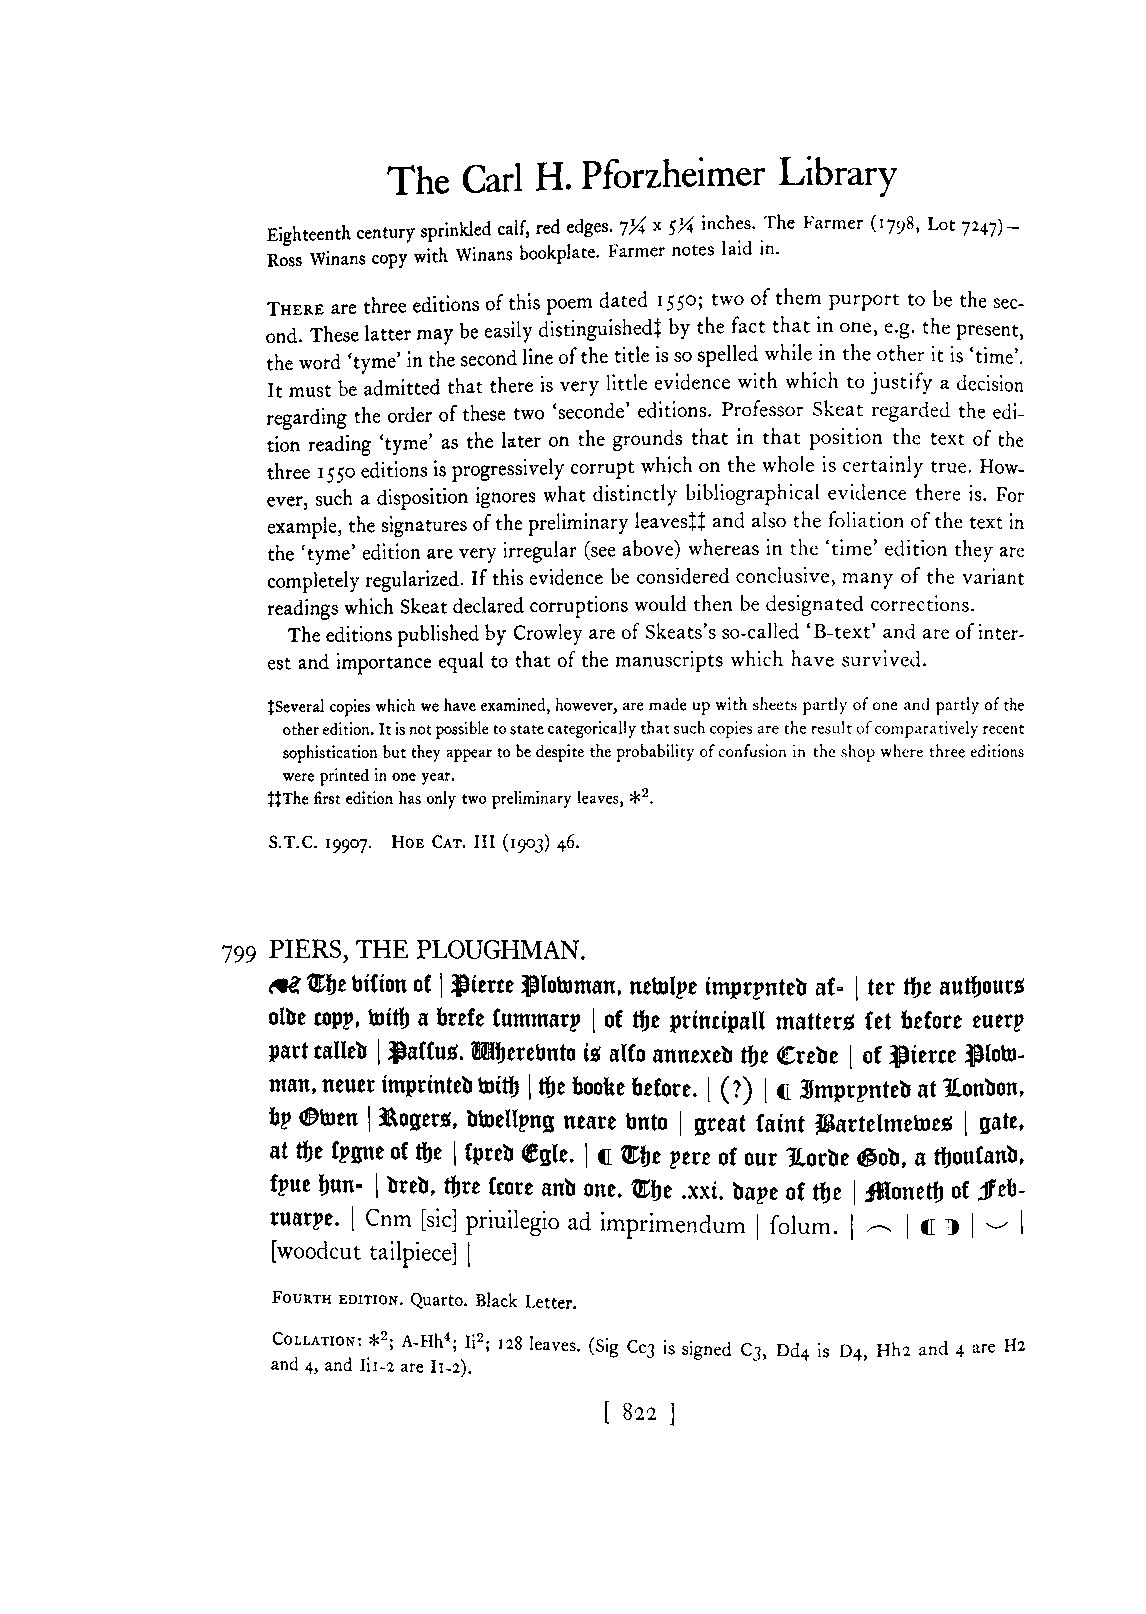 The Carl H. Pforzheimer Library
Eighteenth century sprinkled calf, red edges. 7¼ x 5¼ inches. The Farmer (1798, Lot 7247)–
Ross Winans copy with Winans bookplate. Farmer notes laid in.
THERE are three editions of this poem dated 1550; two of them purport to be the sec-
ond. These latter may be easily distinguished‡ by the fact that in one, e.g. the present,
the word ‘tyme’ in the second line of the title is so spelled while in the other it is ‘time’.
It must be admitted that there is very little evidence with which to justify a decision
regarding the order of these two ‘seconde’ editions. Professor Skeat regarded the edi-
tion reading ‘tyme’ as the later on the grounds that in that position the text of the
three 1550 editions is progressively corrupt which on the whole is certainly true. How-
ever, such a disposition ignores what distinctly bibliographical evidence there is. For
example, the signatures of the preliminary leaves‡‡ and also the foliation of the text in
the ‘tyme’ edition are very irregular (see above) whereas in the ‘time’ edition they are
completely regularized. If this evidence be considered conclusive, many of the variant
readings which Skeat declared corruptions would then be designated corrections.
The editions published by Crowley are of Skeats's so-called ‘B-text’ and are of inter-
est and importance equal to that of the manuscripts which have survived.
‡Several copies which we have examined, however, are made up with sheets partly of one and partly of the
other edition. It is not possible to state categorically that such copies are the result of comparatively recent
sophistication but they appear to be despite the probability of confusion in the shop where three editions
were printed in one year.
‡‡The first edition has only two preliminary leaves, *².
S.T.C. 19907. HOE CAT. III (1903) 46.
799 PIERS, THE PLOUGHMAN.
❧ The viſion of | Pierce Plowman, newlye imprynted af- | ter the authours
olde copy, with a brefe ſummary | of the principall matters ſet before euery
part called | Paſſus. Wherevnto is alſo annexed the Crede | of Pierce Plow-
man, neuer imprinted with | the booke before. | (?) | ¶ Imprynted at London,
by Owen | Rogers, dwellyng neare vnto | great ſaint Bartelmewes | gate,
at the ſygne of the | ſpred Egle. | ¶ The yere of our Lorde God, a thouſand,
fyue hun- | dred, thre ſcore and one. The .xxi. daye of the | Moneth of Feb-
ruarye. | Cnm [sic] priuilegio ad imprimendum | ſolum. | ⌢ | ¶ ❡ | ⌣ |
[woodcut tailpiece] |
FOURTH EDITION. Quarto. Black Letter.
COLLATION: *²; A-Hh⁴; Ii²; 128 leaves. (Sig Cc3 is signed C3, Dd4 is D4, Hh2 and 4 are H2
and 4, and Ii1-2 are I1-2).
[ 822 ]